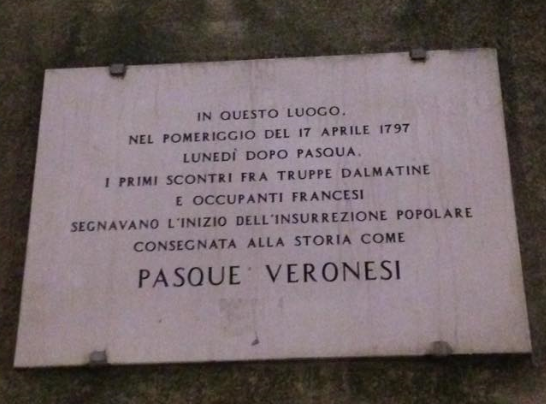 IN QUESTO LUOGO,
NEL POMERIGGIO DEL 17 APRILE 1797
LUNEDÍ DOPO PASQUA,
I PRIMI SCONTRI FRA TRUPPE DALMATINE
E OCCUPANTI FRANCESI
SEGNAVANO L'INIZIO DELL'INSURREZIONE POPOLARE
CONSEGNATA ALLA STORIA COME
PASQUE VERONESI